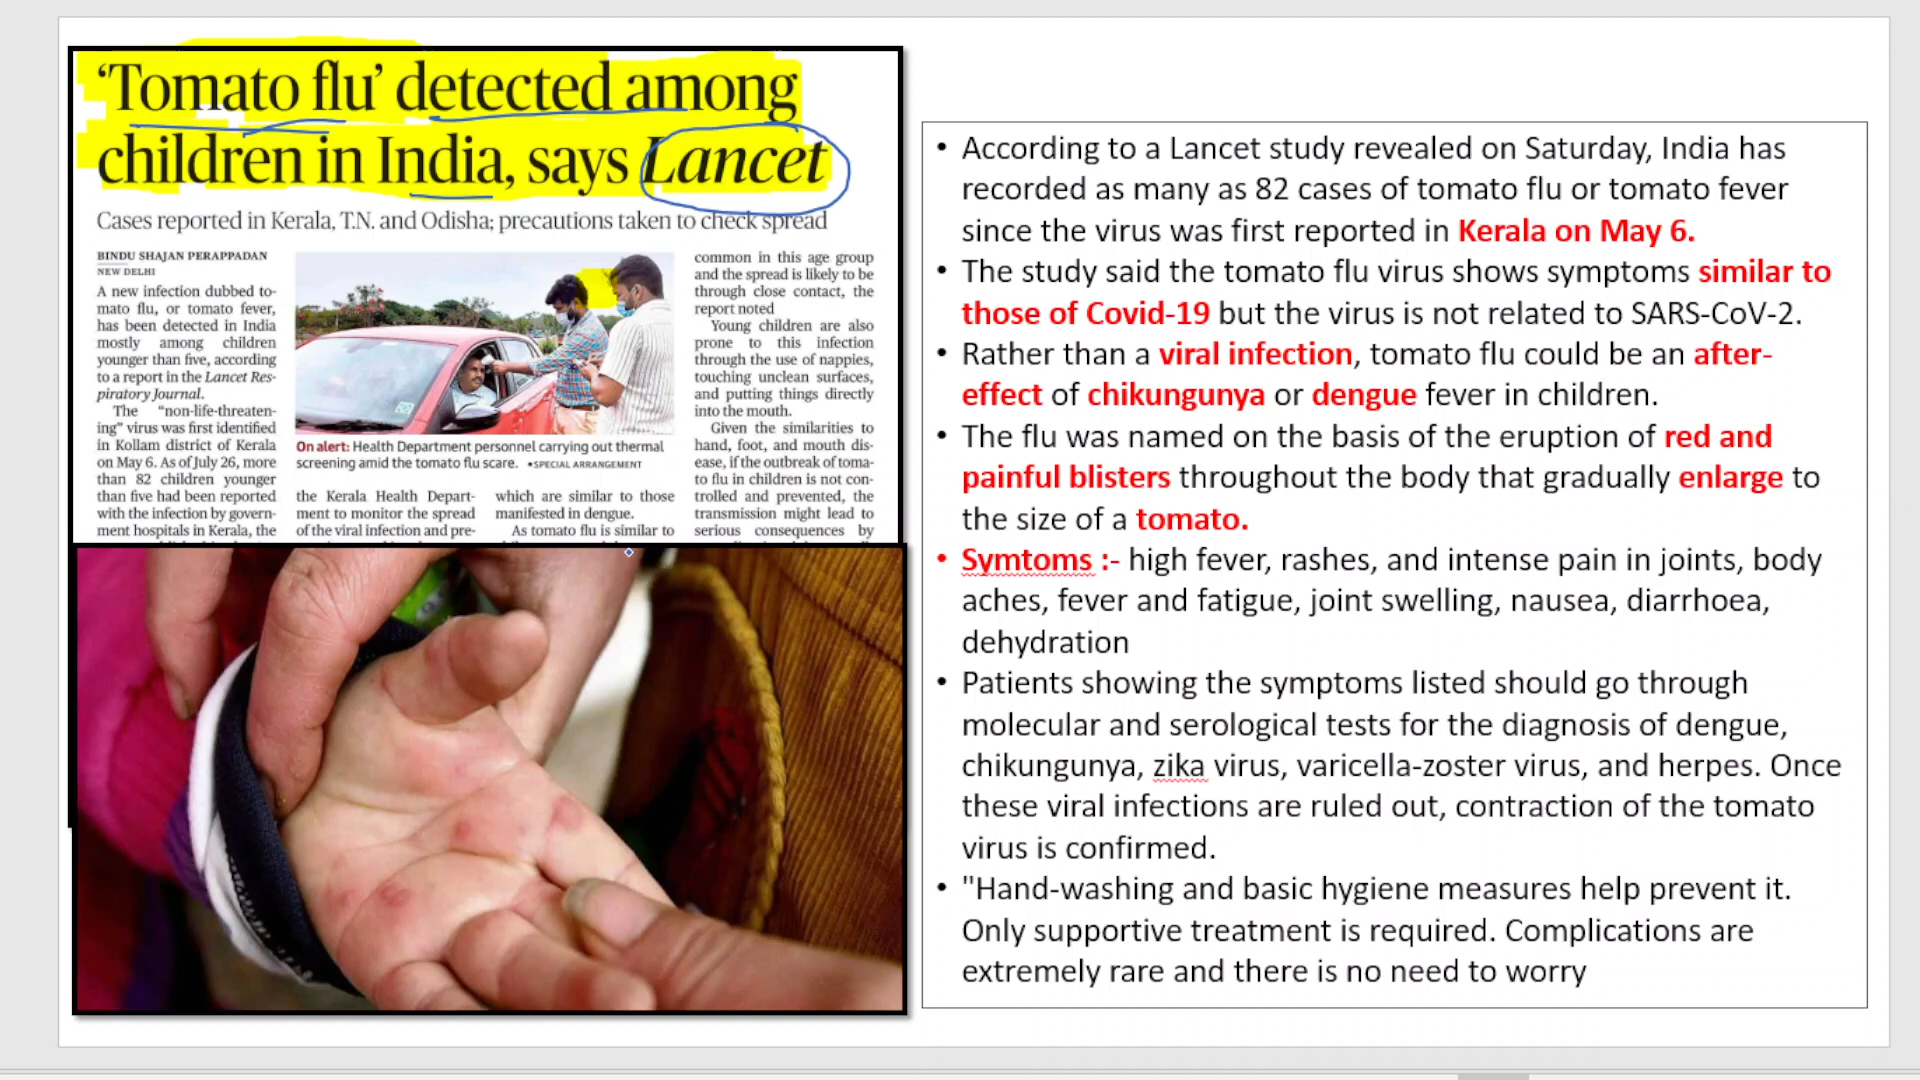 ‘Tomato flu’ detected among
children in India, says Lancet
Cases reported in Kerala, T.N. and Odisha; precautions taken to check spread
BINDU SHAJAN PERAPPADAN
NEW DELHI
A new infection dubbed to-
mato flu, or tomato fever,
has been detected in India
mostly among children
younger than five, according
to a report in the Lancet Res-
piratory Journal.
The “non-life-threaten-
ing” virus was first identified
in Kollam district of Kerala
on May 6. As of July 26, more
than 82 children younger
than five had been reported
with the infection by govern-
ment hospitals in Kerala, the
On alert: Health Department personnel carrying out thermal
screening amid the tomato flu scare. •SPECIAL ARRANGEMENT
the Kerala Health Depart-
ment to monitor the spread
of the viral infection and pre-
which are similar to those
manifested in dengue.
As tomato flu is similar to
common in this age group
and the spread is likely to be
through close contact, the
report noted
Young children are also
prone to this infection
through the use of nappies,
touching unclean surfaces,
and putting things directly
into the mouth.
Given the similarities to
hand, foot, and mouth dis-
ease, if the outbreak of toma-
to flu in children is not con-
trolled and prevented, the
transmission might lead to
serious consequences by
• According to a Lancet study revealed on Saturday, India has
recorded as many as 82 cases of tomato flu or tomato fever
since the virus was first reported in Kerala on May 6.
• The study said the tomato flu virus shows symptoms similar to
those of Covid-19 but the virus is not related to SARS-CoV-2.
• Rather than a viral infection, tomato flu could be an after-
effect of chikungunya or dengue fever in children.
• The flu was named on the basis of the eruption of red and
painful blisters throughout the body that gradually enlarge to
the size of a tomato.
• Symtoms :- high fever, rashes, and intense pain in joints, body
aches, fever and fatigue, joint swelling, nausea, diarrhoea,
dehydration
• Patients showing the symptoms listed should go through
molecular and serological tests for the diagnosis of dengue,
chikungunya, zika virus, varicella-zoster virus, and herpes. Once
these viral infections are ruled out, contraction of the tomato
virus is confirmed.
• "Hand-washing and basic hygiene measures help prevent it.
Only supportive treatment is required. Complications are
extremely rare and there is no need to worry